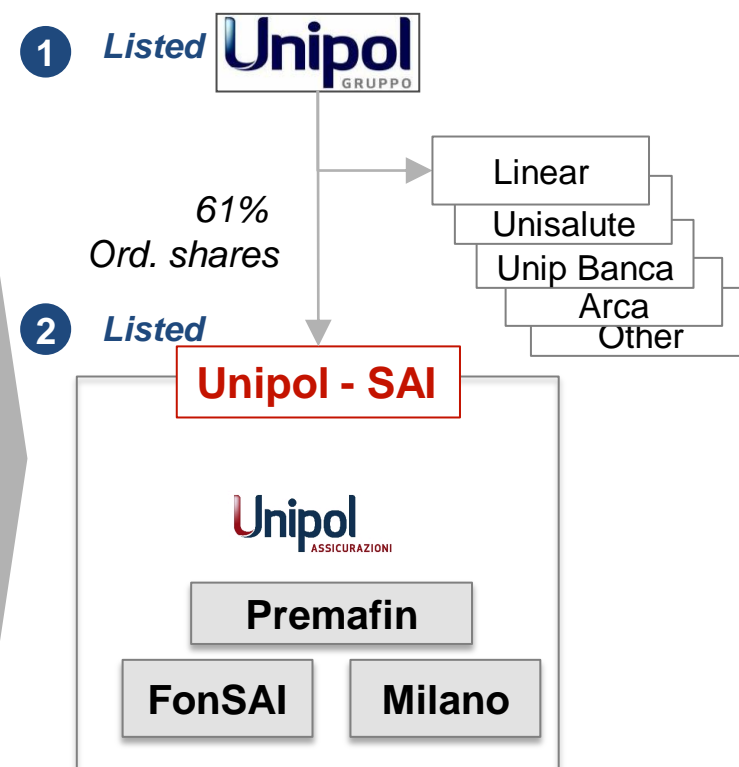 1 Listed Unipol
GRUPPO
Linear
Unisalute
Unip Banca
Arca
Other
61%
Ord. shares
2 Listed
Unipol - SAI
Unipol
ASSICURAZIONI
Premafin
FonSAI Milano